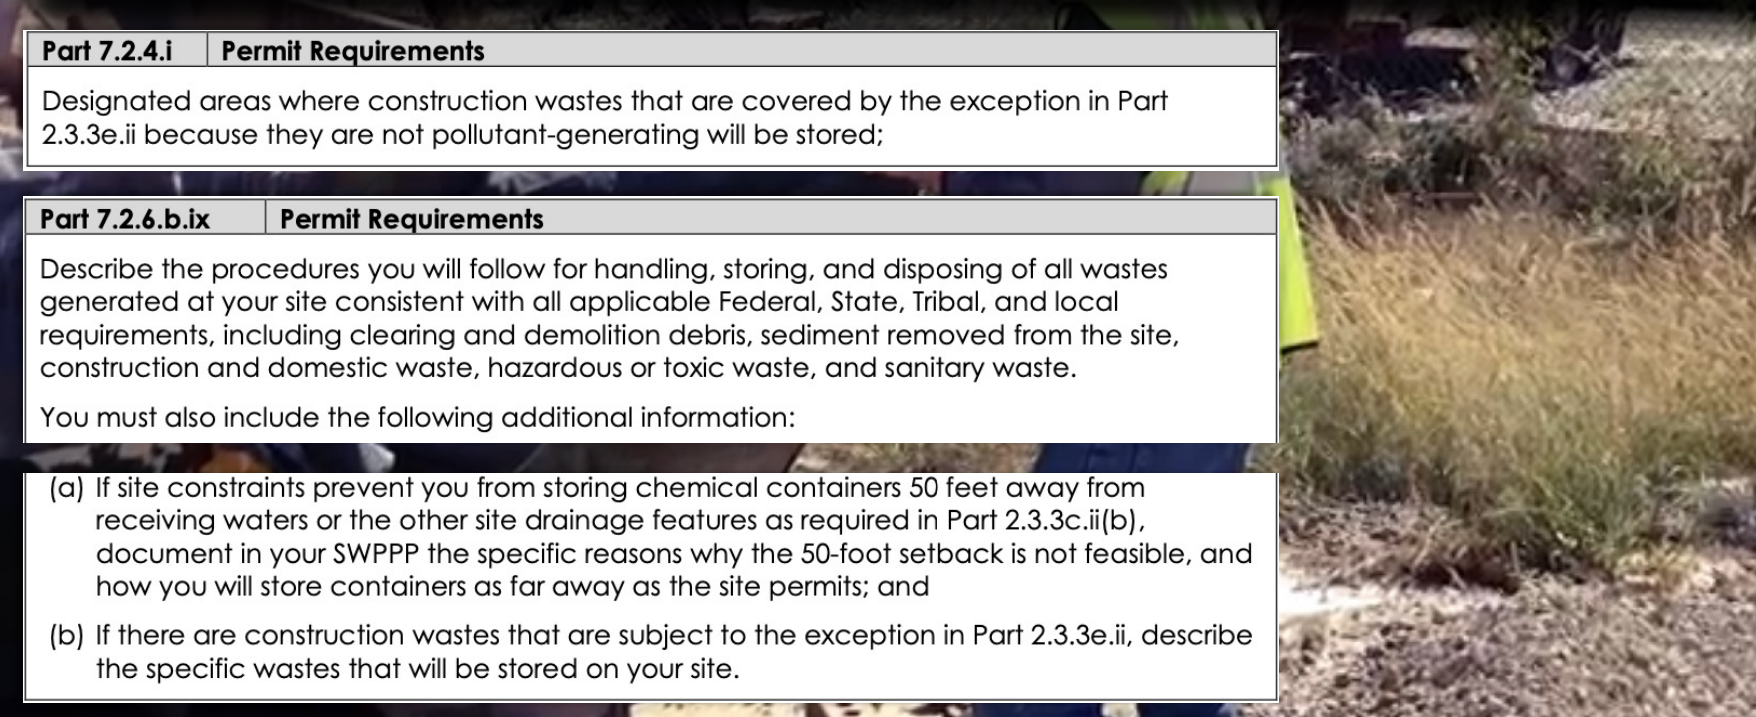 Part 7.2.4.i Permit Requirements
Designated areas where construction wastes that are covered by the exception in Part
2.3.3e.ii because they are not pollutant-generating will be stored;
Part 7.2.6.b.ix Permit Requirements
Describe the procedures you will follow for handling, storing, and disposing of all wastes
generated at your site consistent with all applicable Federal, State, Tribal, and local
requirements, including clearing and demolition debris, sediment removed from the site,
construction and domestic waste, hazardous or toxic waste, and sanitary waste.
You must also include the following additional information:
(a) If site constraints prevent you from storing chemical containers 50 feet away from
receiving waters or the other site drainage features as required in Part 2.3.3c.ii(b),
document in your SWPPP the specific reasons why the 50-foot setback is not feasible, and
how you will store containers as far away as the site permits; and
(b) If there are construction wastes that are subject to the exception in Part 2.3.3e.ii, describe
the specific wastes that will be stored on your site.